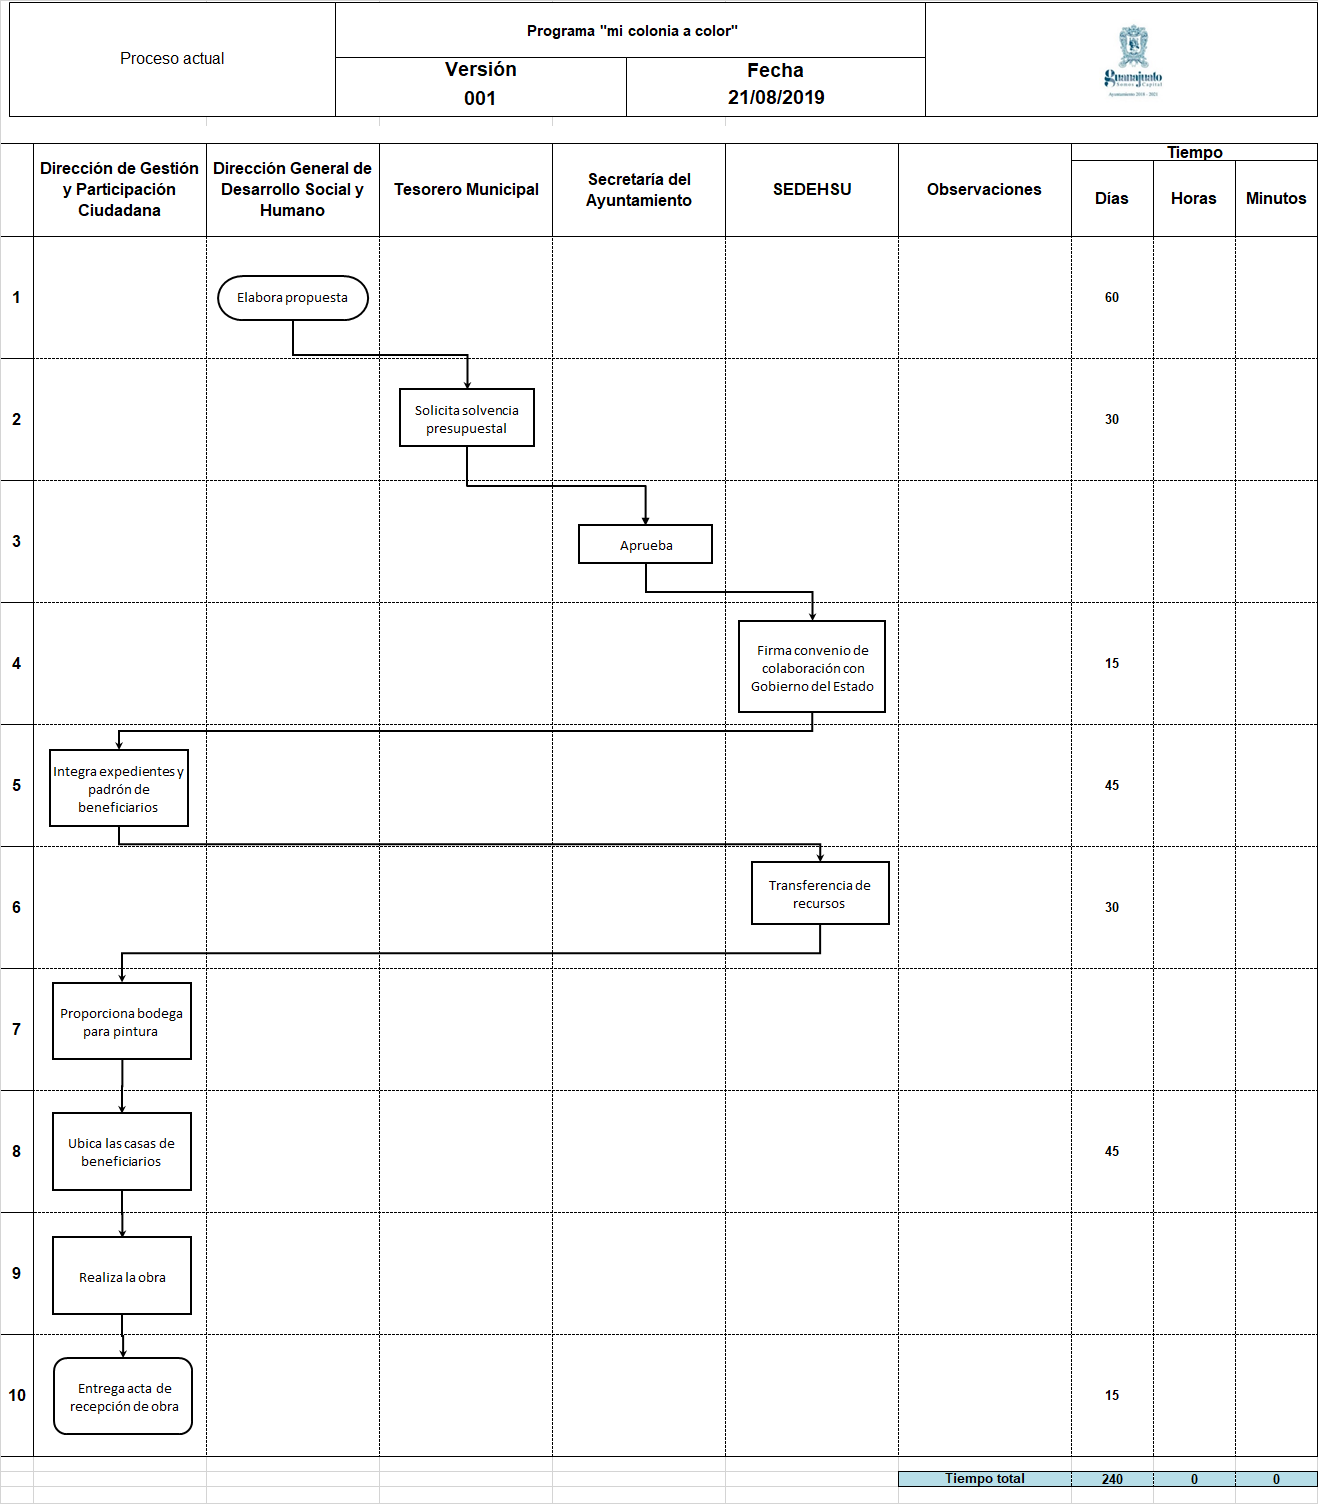 Proceso actual
Programa "mi colonia a color"
Versión
001
Fecha
21/08/2019
Guanajuato
Somos Capital
Ayuntamiento 2018 - 2021
Dirección de Gestión
y Participación
Ciudadana
Dirección General de
Desarrollo Social y
Humano
Tesorero Municipal
Secretaría del
Ayuntamiento
SEDEHSU
Observaciones
Tiempo
Días
Horas
Minutos
1
Elabora propuesta
60
2
Solicita solvencia
presupuestal
30
3
Aprueba
4
Firma convenio de
colaboración con
Gobierno del Estado
15
5
Integra expedientes y
padrón de
beneficiarios
45
6
Transferencia de
recursos
30
7
Proporciona bodega
para pintura
8
Ubica las casas de
beneficiarios
45
9
Realiza la obra
10
Entrega acta de
recepción de obra
15
Tiempo total
240
0
0